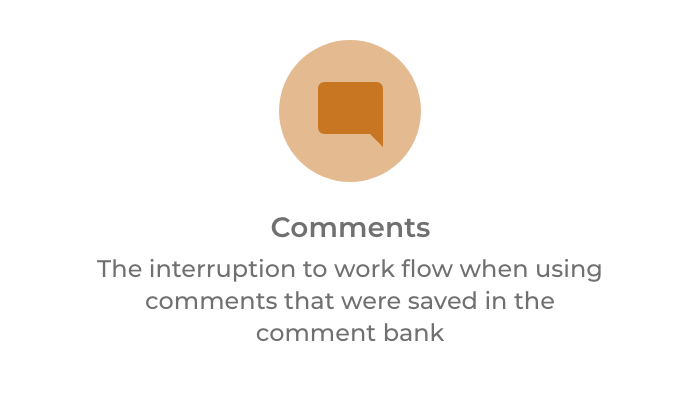 Comments
The interruption to work flow when using
comments that were saved in the
comment bank